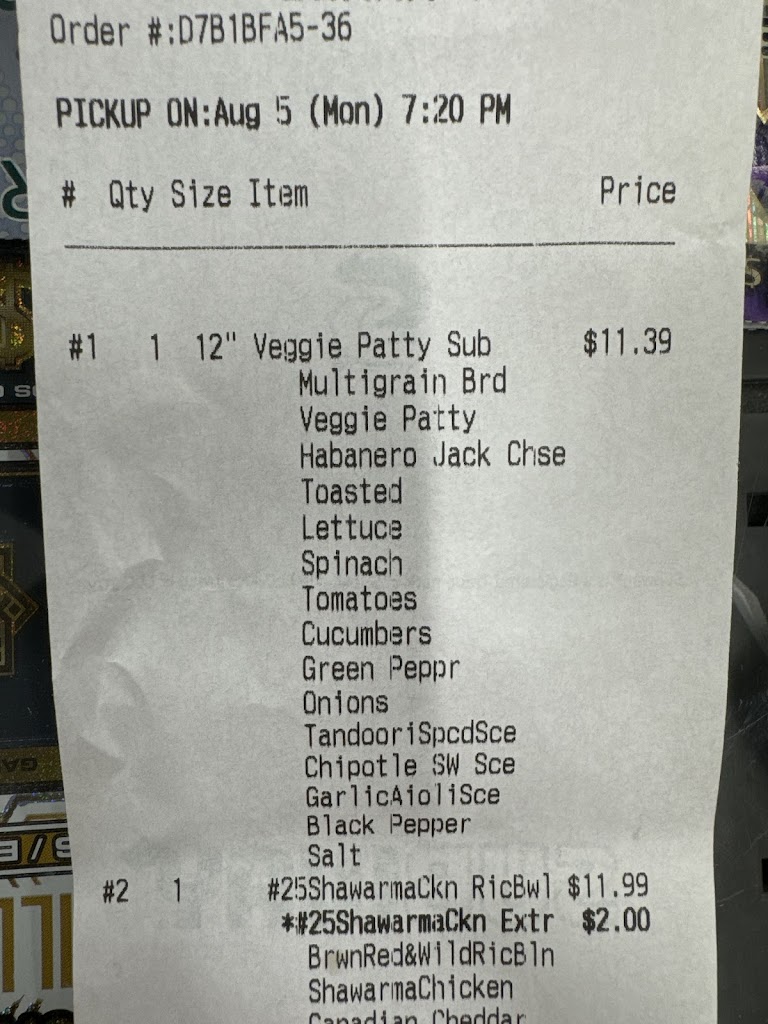 Order #:D7B1BFA5-36
PICKUP ON:Aug 5 (Mon) 7:20 PM
# Qty Size Item Price
#1 1 12" Veggie Patty Sub $11.39
Multigrain Brd
Veggie Patty
Habanero Jack Chse
Toasted
Lettuce
Spinach
Tomatoes
Cucumbers
Green Peppr
Onions
TandooriSpcdSce
Chipotle SW Sce
GarlicAioliSce
Black Pepper
Salt
#2 1 #25ShawarmaCkn RicBwl $11.99
*#25ShawarmaCkn Extr $2.00
BrwnRed&WildRicBln
ShawarmaChicken
Canadian Cheddar